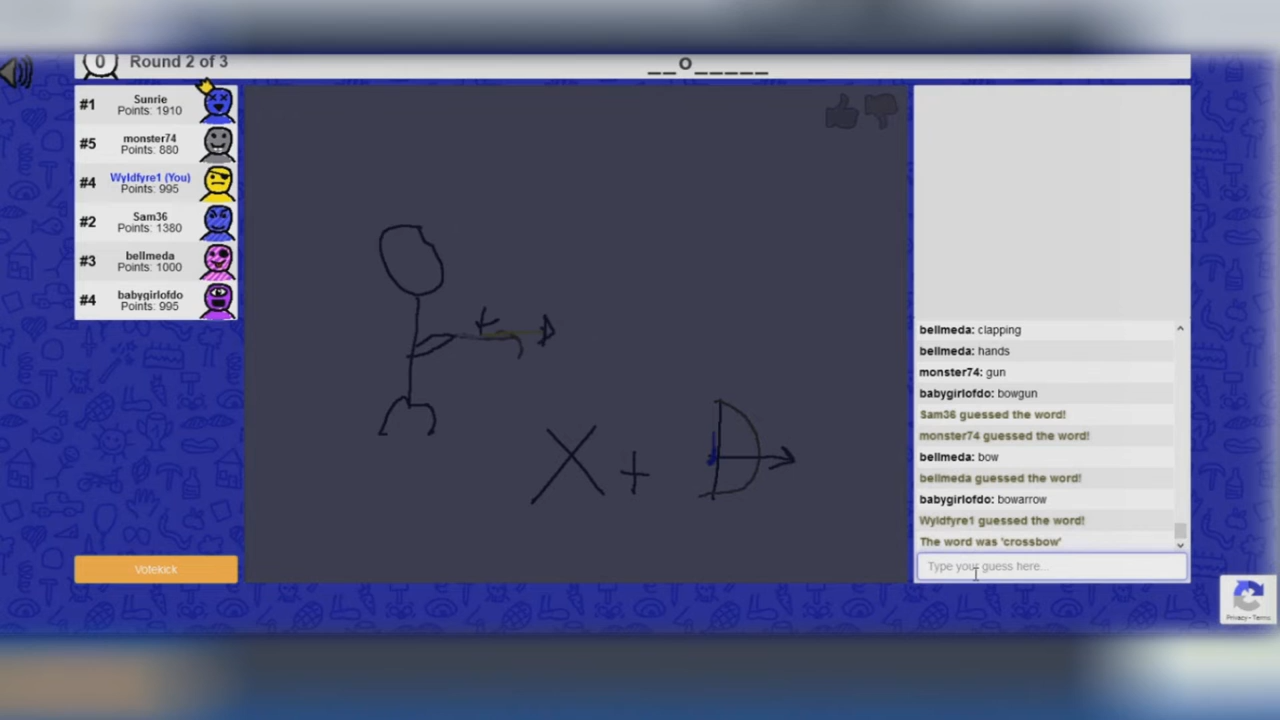 0 Round 2 of 3
__O_____
#1 Sunrie
Points: 1910
#5 monster74
Points: 880
#4 Wyldfyre1 (You)
Points: 995
#2 Sam36
Points: 1380
#3 bellmeda
Points: 1000
#4 babygirlofdo
Points: 995
X+
Votekick
bellmeda: clapping
bellmeda: hands
monster74: gun
babygirlofdo: bowgun
Sam36 guessed the word!
monster74 guessed the word!
bellmeda: bow
bellmeda guessed the word!
babygirlofdo: bowarrow
Wyldfyre1 guessed the word!
The word was 'crossbow'
Type your guess here...
Privacy - Terms